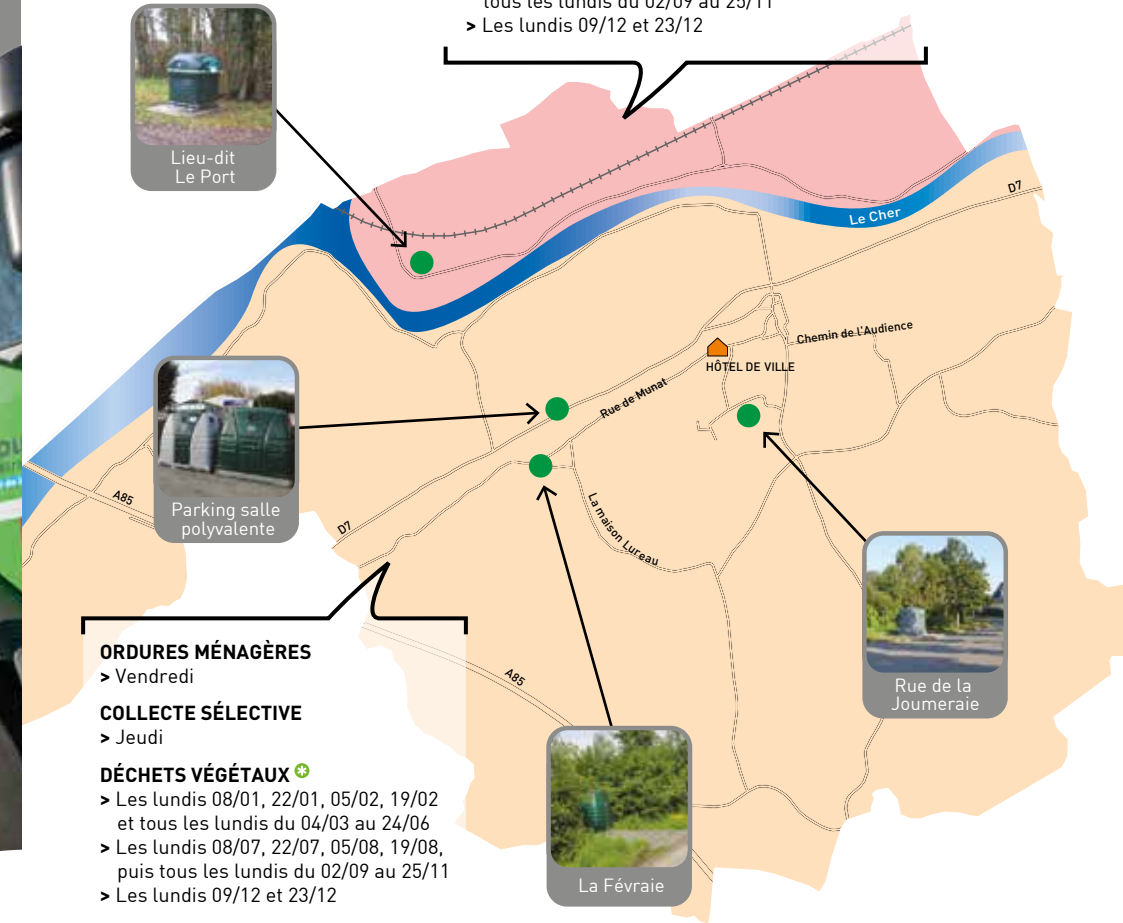 tous les lundis du 02/09 au 25/11
> Les lundis 09/12 et 23/12
Lieu-dit
Le Port
D7
Le Cher
Chemin de l'Audience
HÔTEL DE VILLE
Rue de Munat
Parking salle
polyvalente
A85
D7
La maison Lureau
Rue de la
Joumeraie
A85
La Févraie
ORDURES MÉNAGÈRES
> Vendredi
COLLECTE SÉLECTIVE
> Jeudi
DÉCHETS VÉGÉTAUX
> Les lundis 08/01, 22/01, 05/02, 19/02
et tous les lundis du 04/03 au 24/06
> Les lundis 08/07, 22/07, 05/08, 19/08,
puis tous les lundis du 02/09 au 25/11
> Les lundis 09/12 et 23/12